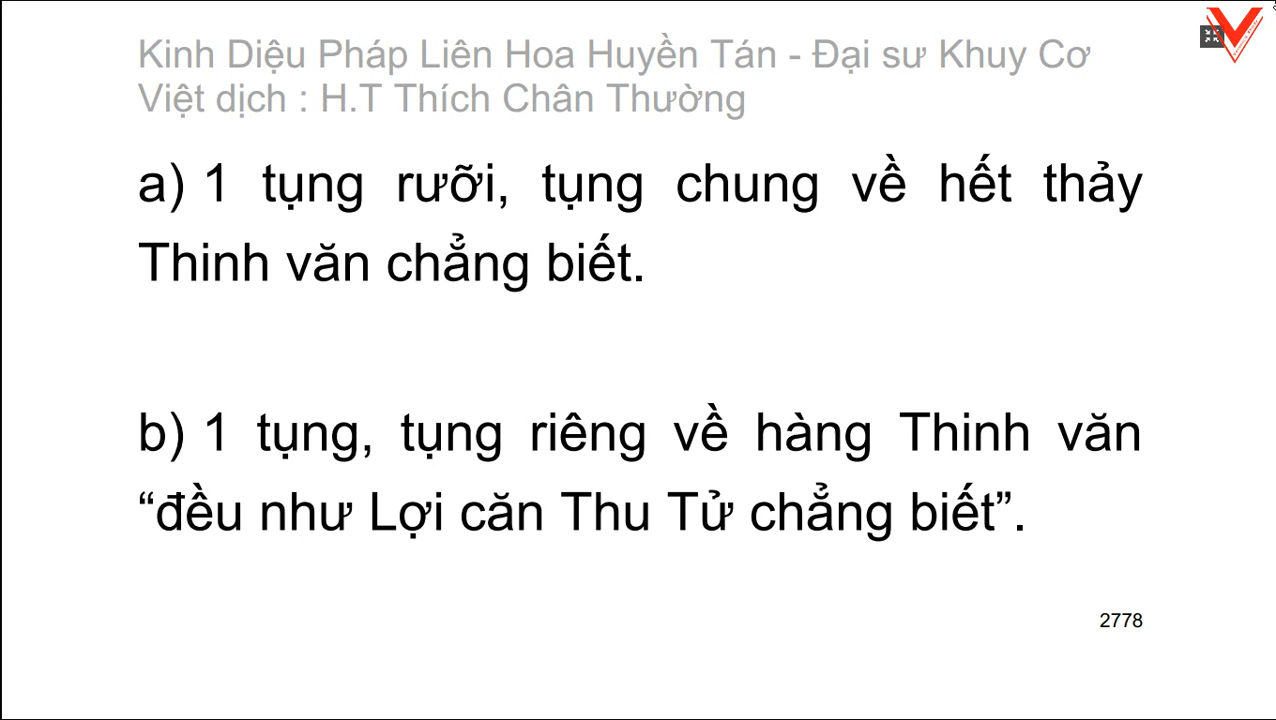 Kinh Diệu Pháp Liên Hoa Huyền Tán - Đại sư Khuy Cơ
Việt dịch : H.T Thích Chân Thường
a) 1 tụng rưỡi, tụng chung về hết thảy
Thinh văn chẳng biết.
b) 1 tụng, tụng riêng về hàng Thinh văn
“đều như Lợi căn Thu Tử chẳng biết”.
2778